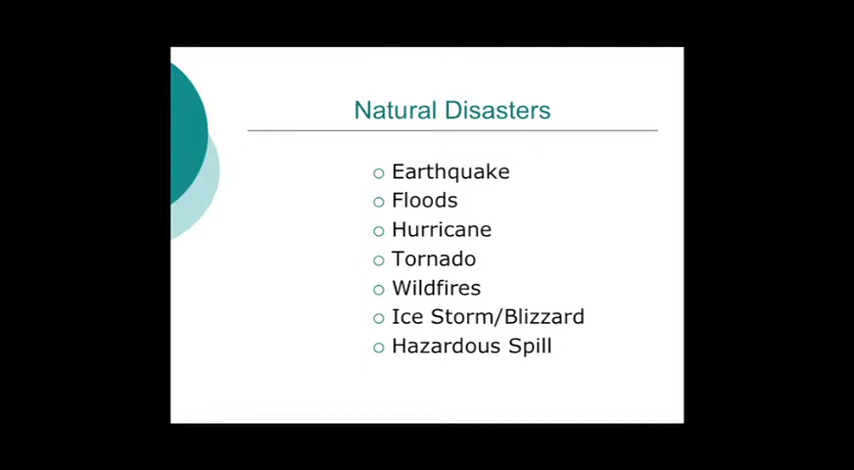 Natural Disasters
Earthquake
Floods
Hurricane
Tornado
Wildfires
Ice Storm/Blizzard
Hazardous Spill